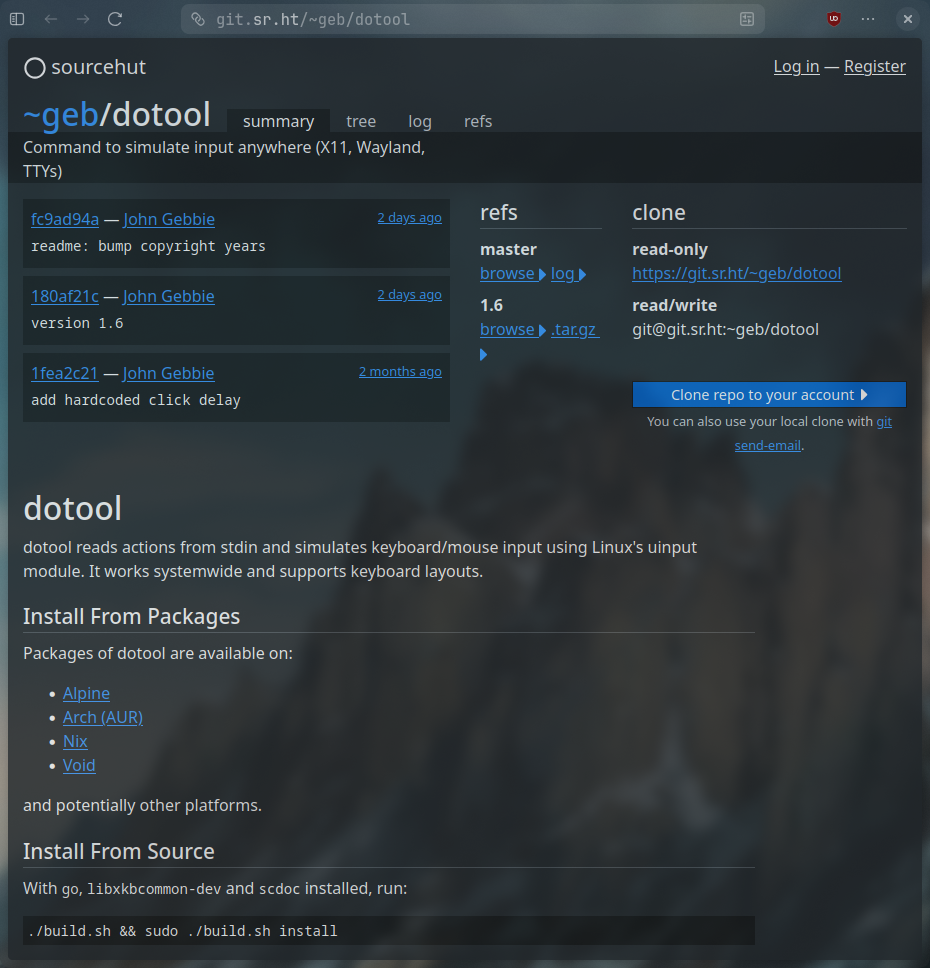 git.sr.ht/~geb/dotool
sourcehut
Log in — Register
~geb/dotool
summary tree log refs
Command to simulate input anywhere (X11, Wayland,
TTYs)
fc9ad94a — John Gebbie 2 days ago
readme: bump copyright years
180af21c — John Gebbie 2 days ago
version 1.6
1fea2c21 — John Gebbie 2 months ago
add hardcoded click delay
refs
master
browse log
1.6
browse .tar.gz
clone
read-only
https://git.sr.ht/~geb/dotool
read/write
git@git.sr.ht:~geb/dotool
Clone repo to your account
You can also use your local clone with git
send-email.
dotool
dotool reads actions from stdin and simulates keyboard/mouse input using Linux's uinput
module. It works systemwide and supports keyboard layouts.
Install From Packages
Packages of dotool are available on:
• Alpine
• Arch (AUR)
• Nix
• Void
and potentially other platforms.
Install From Source
With go, libxkbcommon-dev and scdoc installed, run:
./build.sh && sudo ./build.sh install